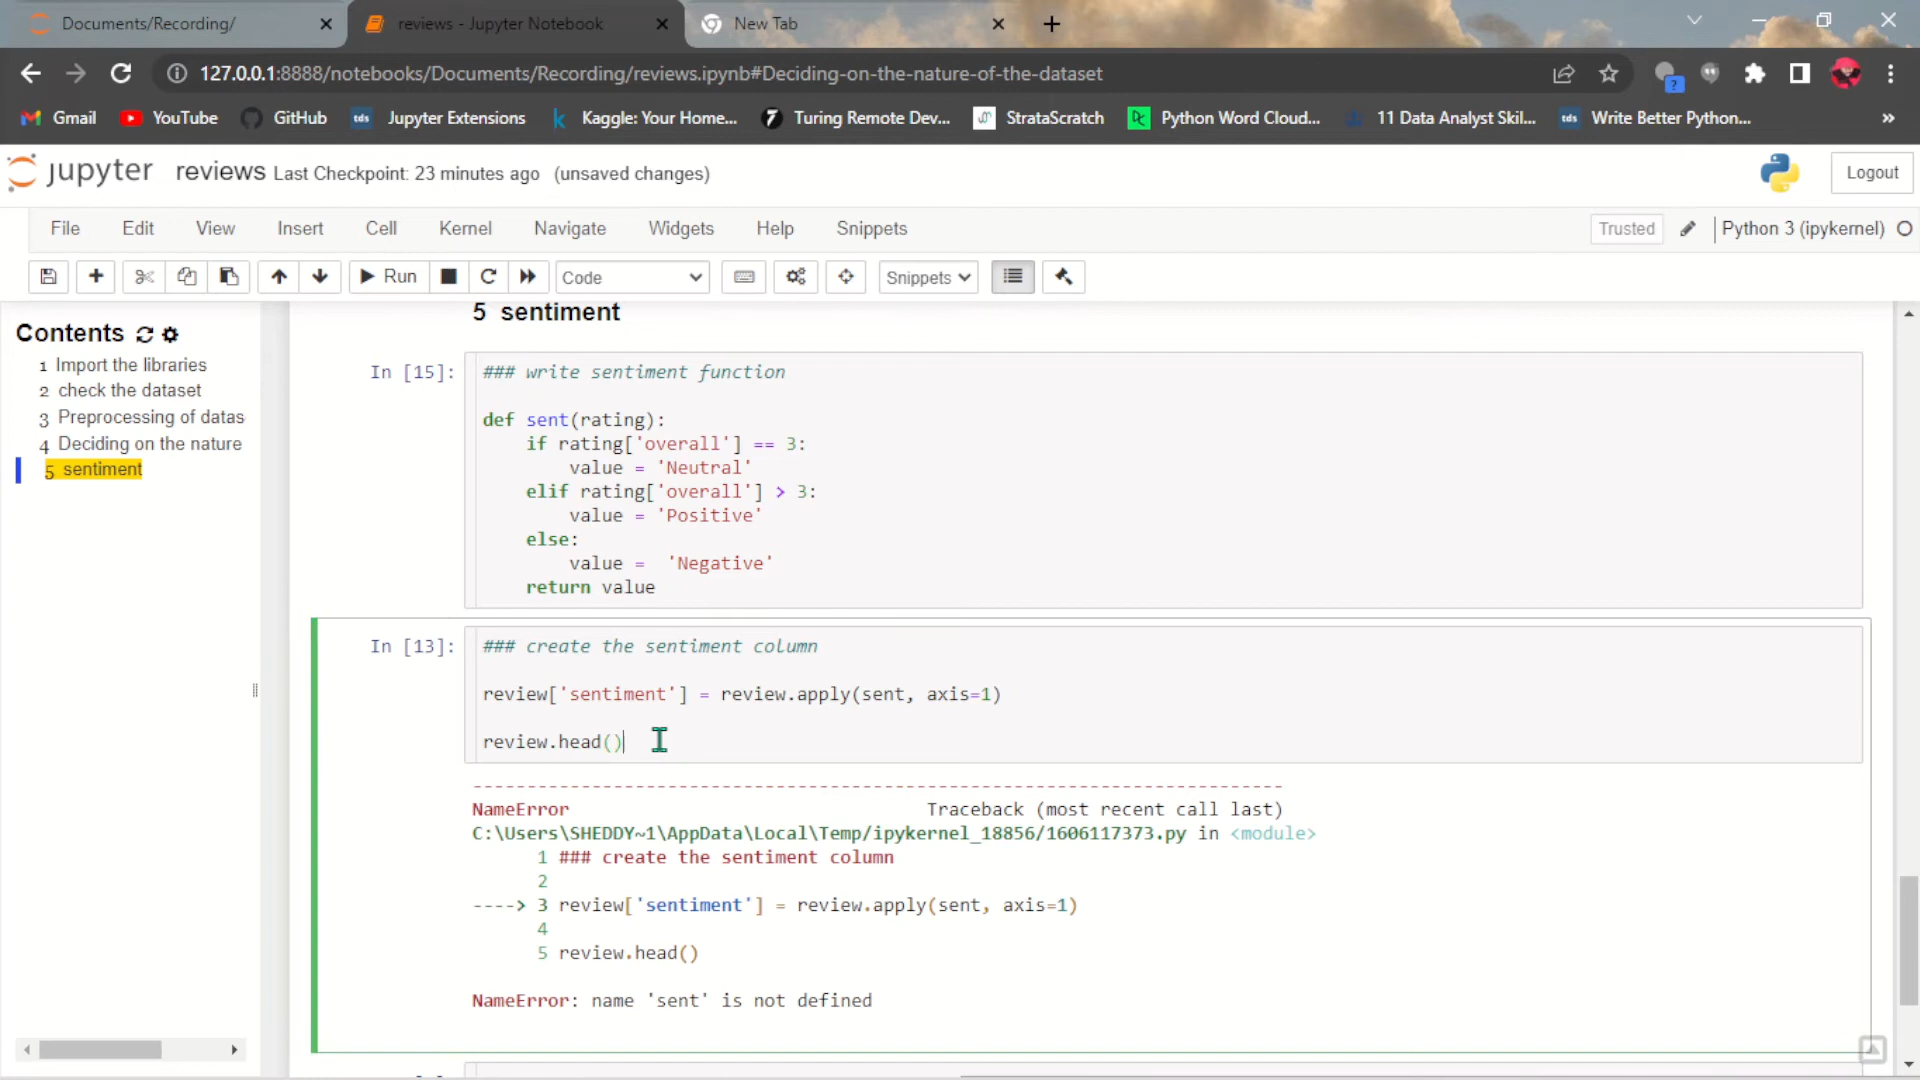 Documents/Recording/
reviews - Jupyter Notebook
New Tab
127.0.0.1:8888/notebooks/Documents/Recording/reviews.ipynb#Deciding-on-the-nature-of-the-dataset
Gmail YouTube GitHub tds Jupyter Extensions Kaggle: Your Home... Turing Remote Dev... StrataScratch Python Word Cloud... 11 Data Analyst Skil... tds Write Better Python... »
jupyter reviews Last Checkpoint: 23 minutes ago (unsaved changes) Logout
File Edit View Insert Cell Kernel Navigate Widgets Help Snippets Trusted Python 3 (ipykernel)
Run Code Snippets
Contents
1 Import the libraries
2 check the dataset
3 Preprocessing of datas
4 Deciding on the nature
5 sentiment
5 sentiment
In [15]: ### write sentiment function
def sent(rating):
if rating['overall'] == 3:
value = 'Neutral'
elif rating['overall'] > 3:
value = 'Positive'
else:
value =  'Negative'
return value
In [13]: ### create the sentiment column
review['sentiment'] = review.apply(sent, axis=1)
review.head()
---------------------------------------------------------------------------
NameError Traceback (most recent call last)
C:\Users\SHEDDY~1\AppData\Local\Temp/ipykernel_18856/1606117373.py in <module>
1 ### create the sentiment column
2
----> 3 review['sentiment'] = review.apply(sent, axis=1)
4
5 review.head()
NameError: name 'sent' is not defined